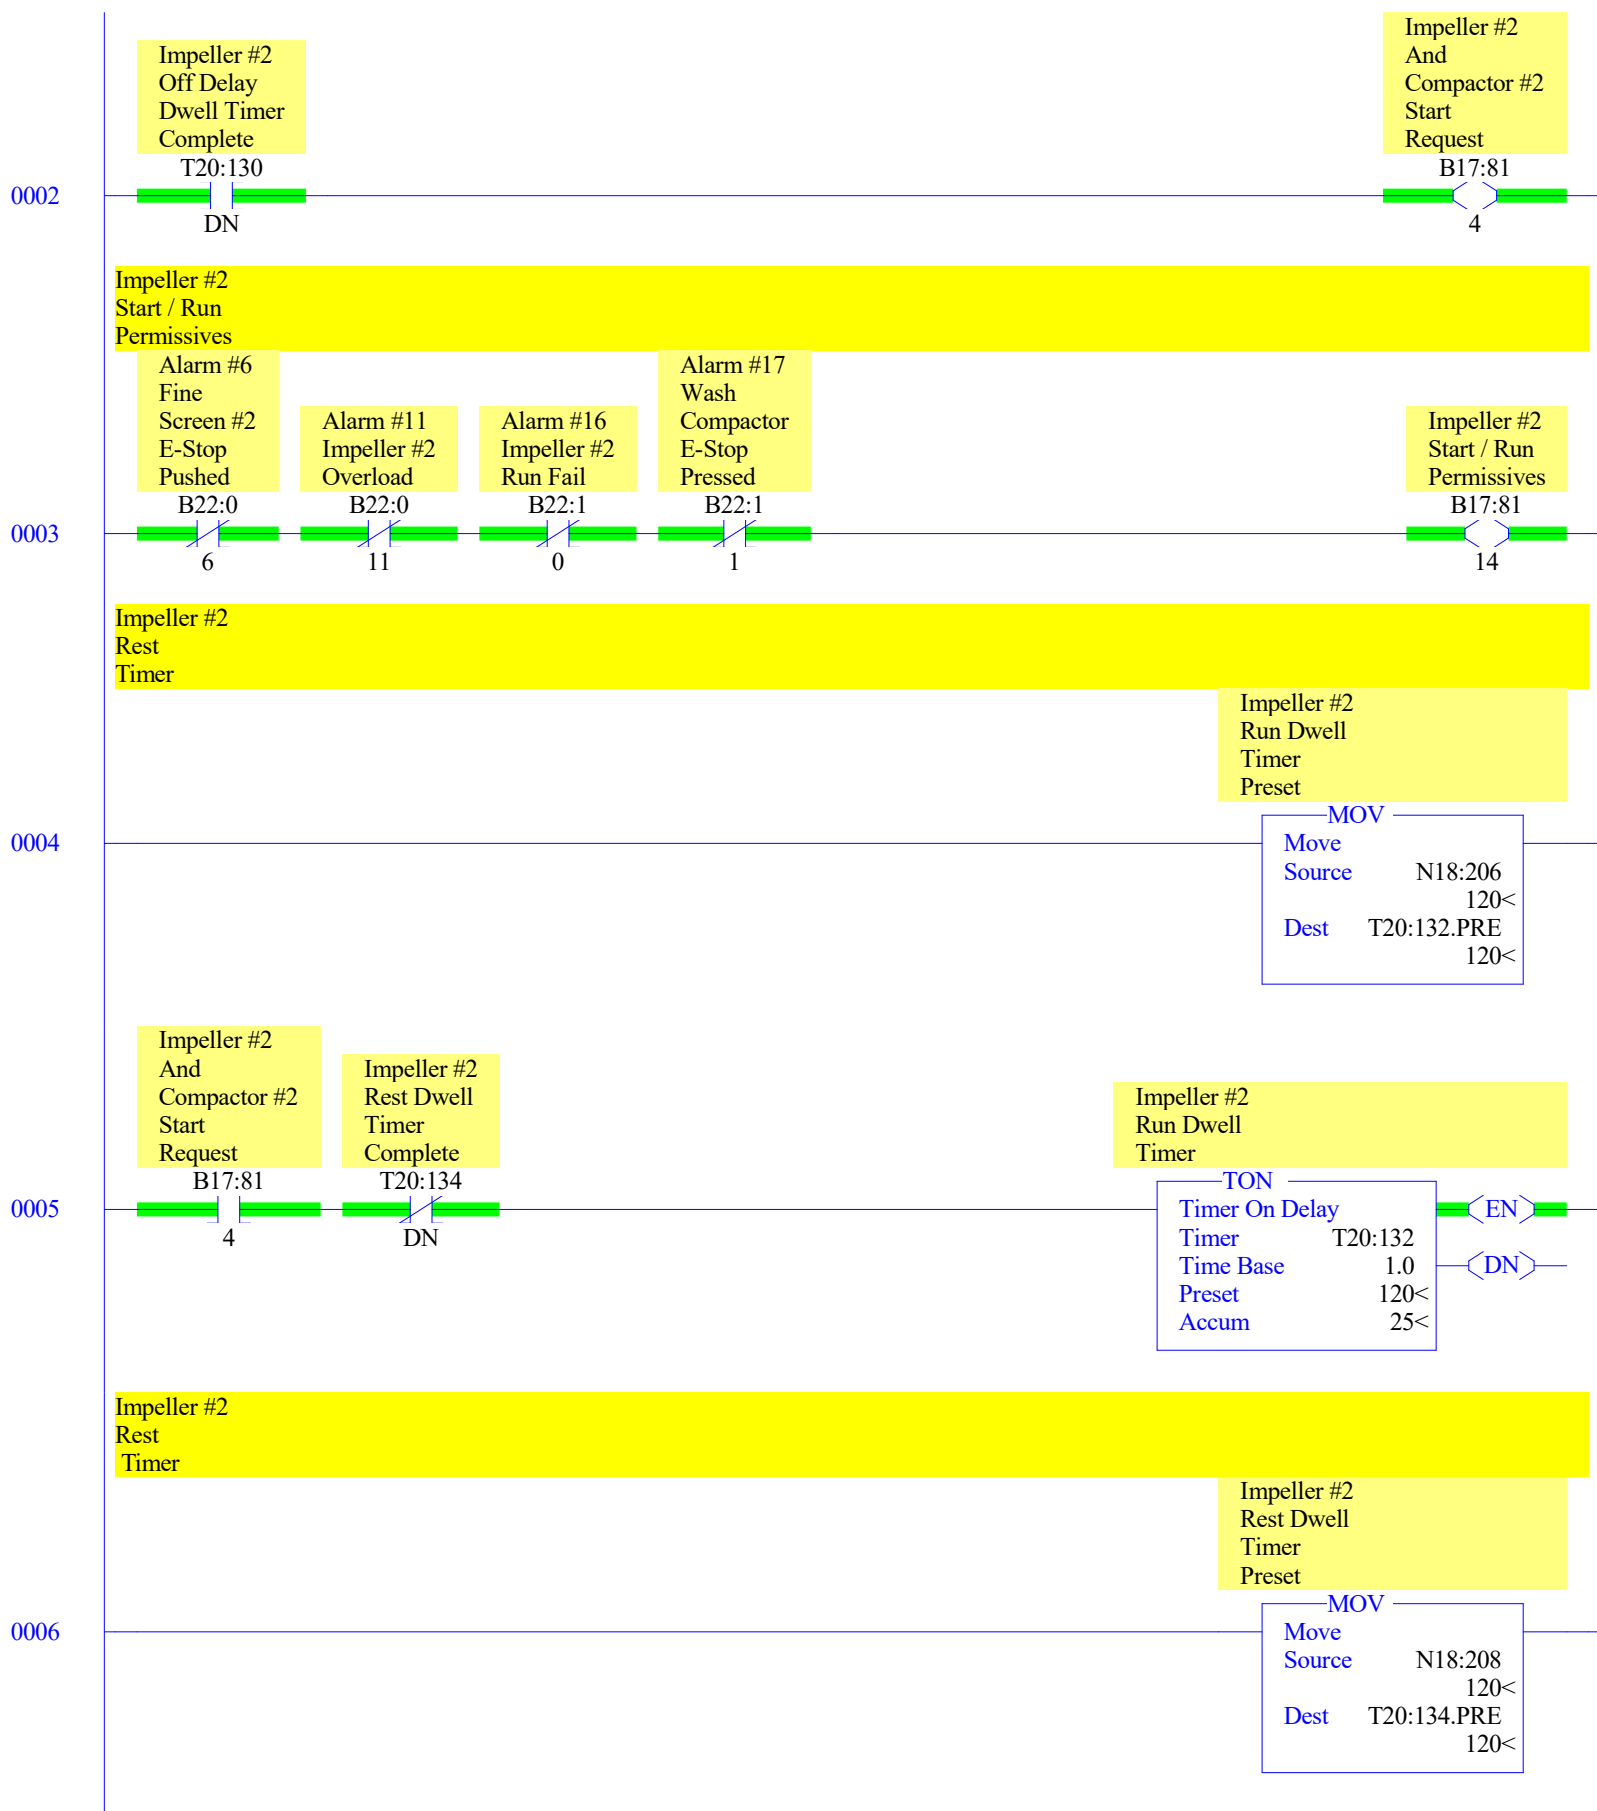 Impeller #2
Off Delay
Dwell Timer
Complete
T20:130
DN
Impeller #2
And
Compactor #2
Start
Request
B17:81
4
0002
Impeller #2
Start / Run
Permissives
Alarm #6
Fine
Screen #2
E-Stop
Pushed
B22:0
6
Alarm #11
Impeller #2
Overload
B22:0
11
Alarm #16
Impeller #2
Run Fail
B22:1
0
Alarm #17
Wash
Compactor
E-Stop
Pressed
B22:1
1
Impeller #2
Start / Run
Permissives
B17:81
14
0003
Impeller #2
Rest
Timer
Impeller #2
Run Dwell
Timer
Preset
0004
MOV
Move
Source N18:206
120<
Dest T20:132.PRE
120<
Impeller #2
And
Compactor #2
Start
Request
B17:81
4
Impeller #2
Rest Dwell
Timer
Complete
T20:134
DN
Impeller #2
Run Dwell
Timer
0005
TON
Timer On Delay
Timer T20:132
Time Base 1.0
Preset 120<
Accum 25<
EN
DN
Impeller #2
Rest
Timer
Impeller #2
Rest Dwell
Timer
Preset
0006
MOV
Move
Source N18:208
120<
Dest T20:134.PRE
120<